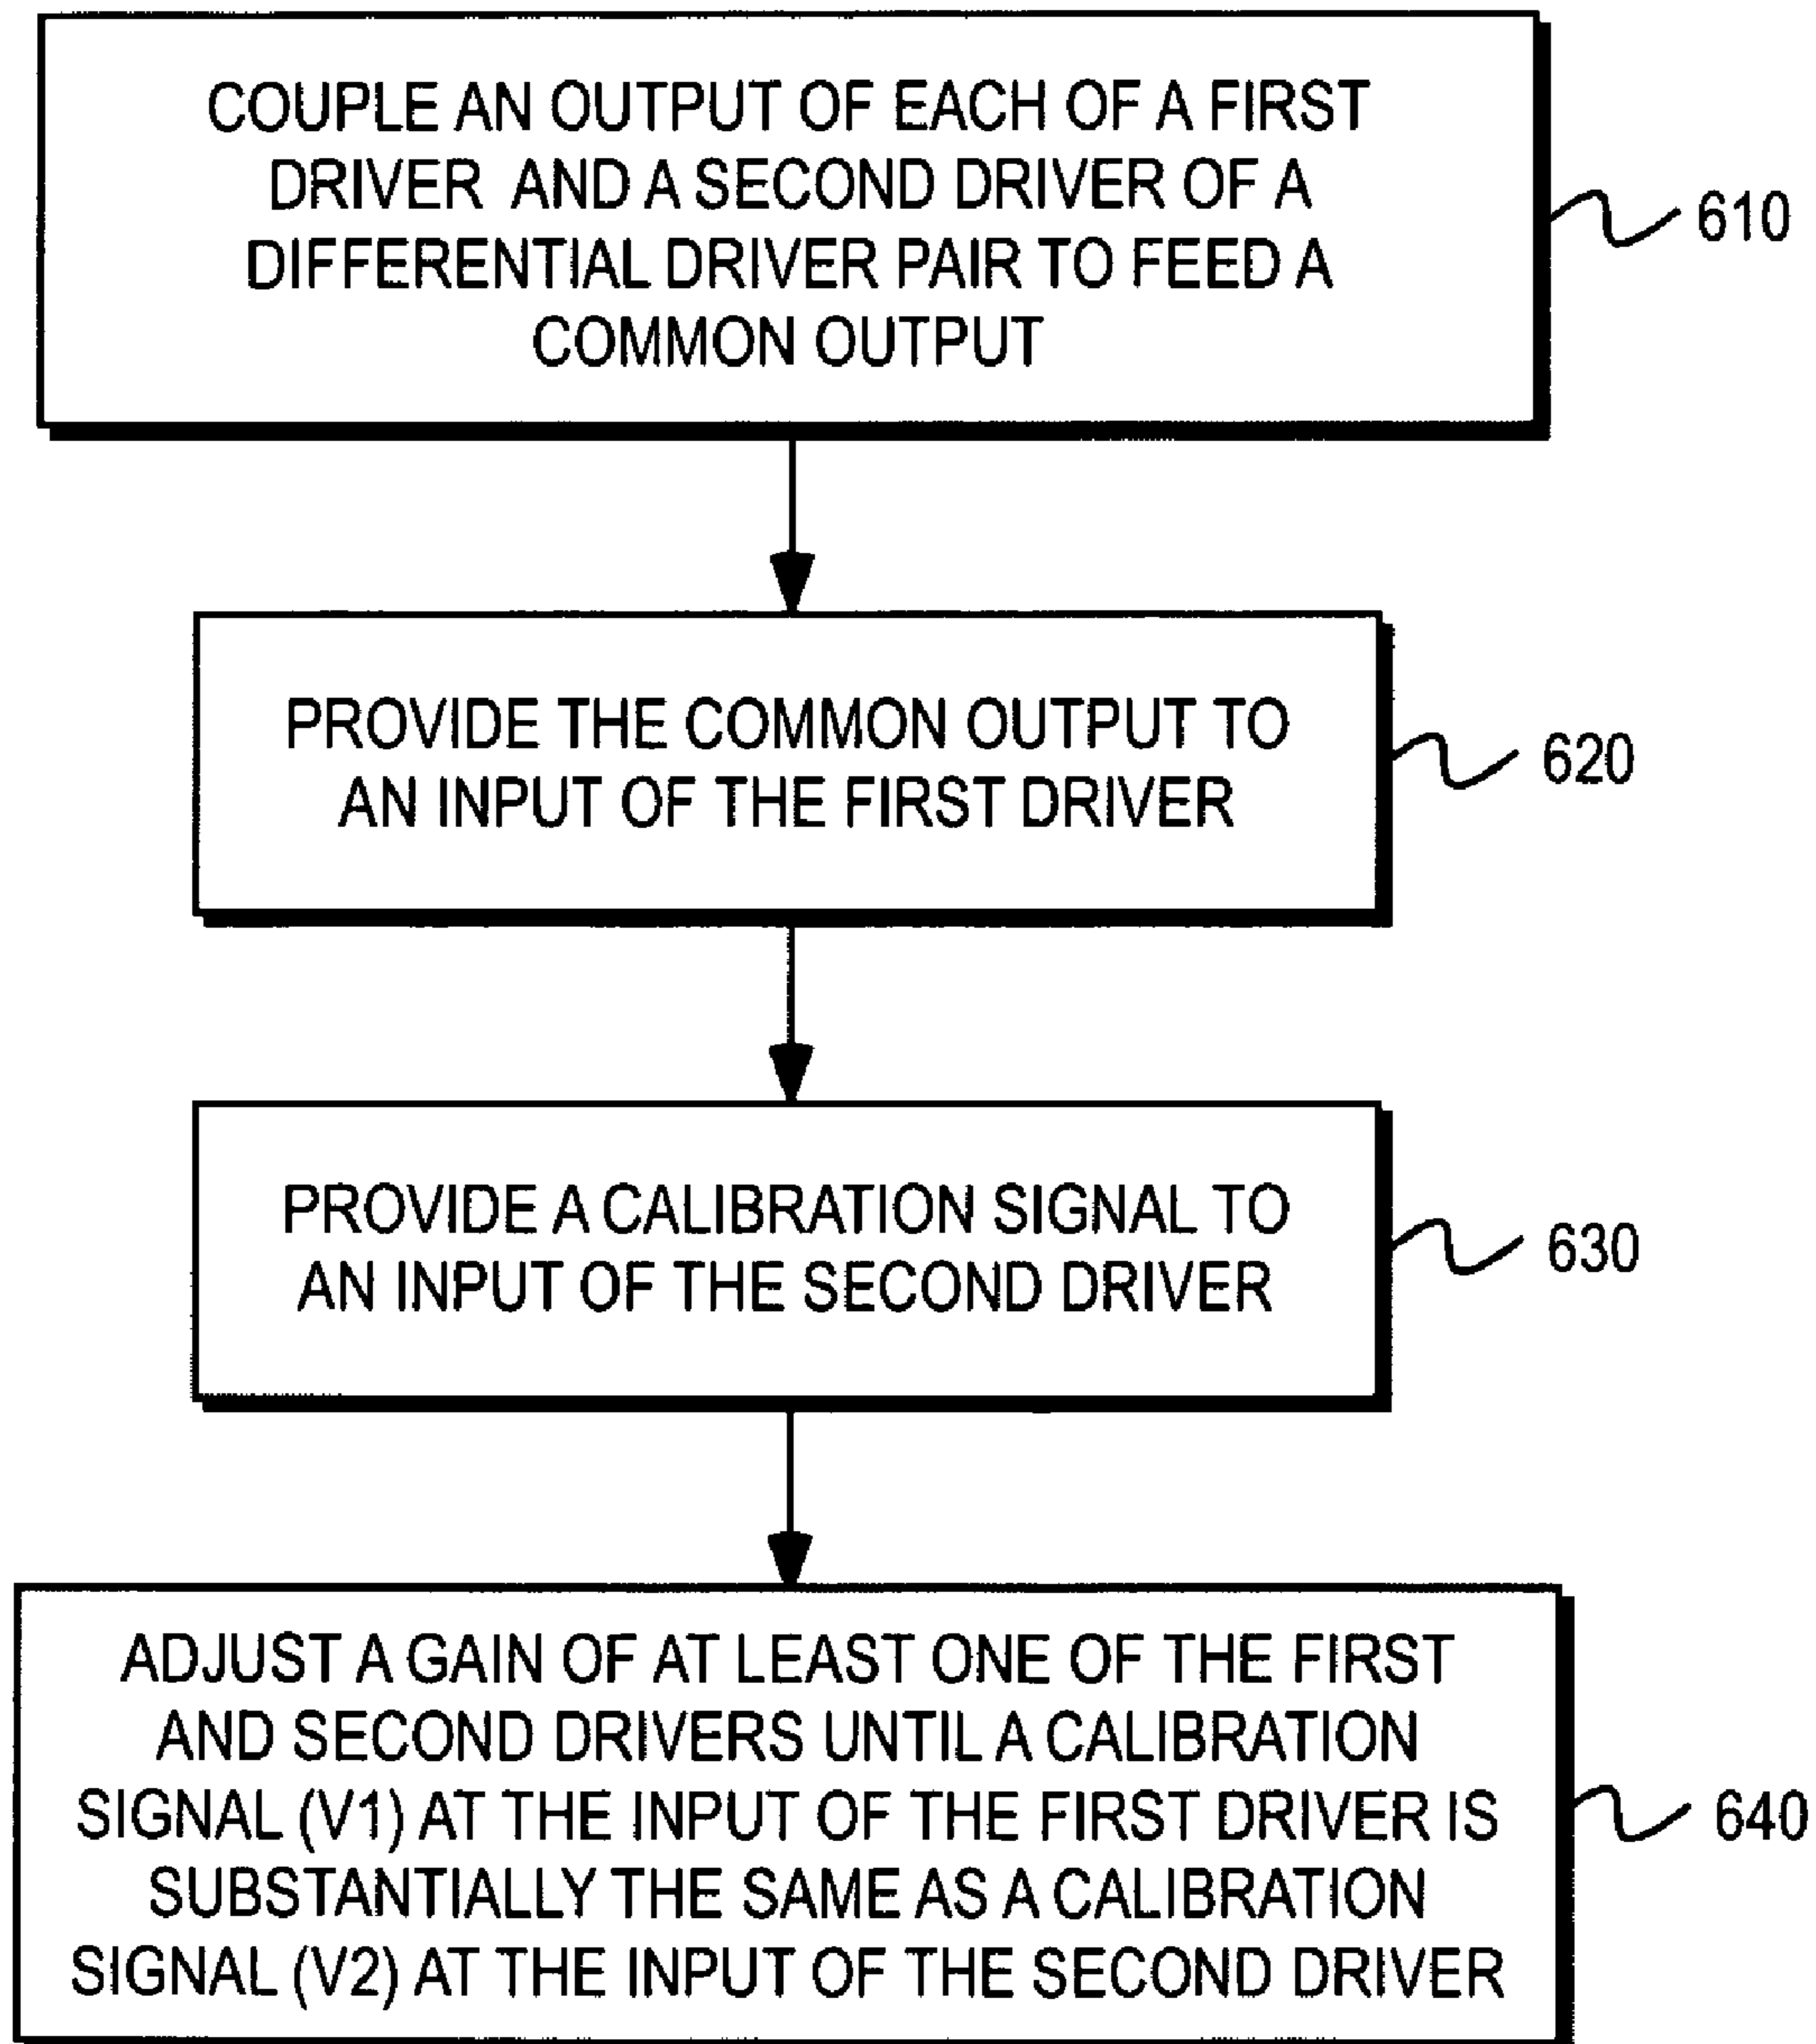 COUPLE AN OUTPUT OF EACH OF A FIRST
DRIVER AND A SECOND DRIVER OF A
DIFFERENTIAL DRIVER PAIR TO FEED A
COMMON OUTPUT
610
PROVIDE THE COMMON OUTPUT TO
AN INPUT OF THE FIRST DRIVER
620
PROVIDE A CALIBRATION SIGNAL TO
AN INPUT OF THE SECOND DRIVER
630
ADJUST A GAIN OF AT LEAST ONE OF THE FIRST
AND SECOND DRIVERS UNTIL A CALIBRATION
SIGNAL (V1) AT THE INPUT OF THE FIRST DRIVER IS
SUBSTANTIALLY THE SAME AS A CALIBRATION
SIGNAL (V2) AT THE INPUT OF THE SECOND DRIVER
640